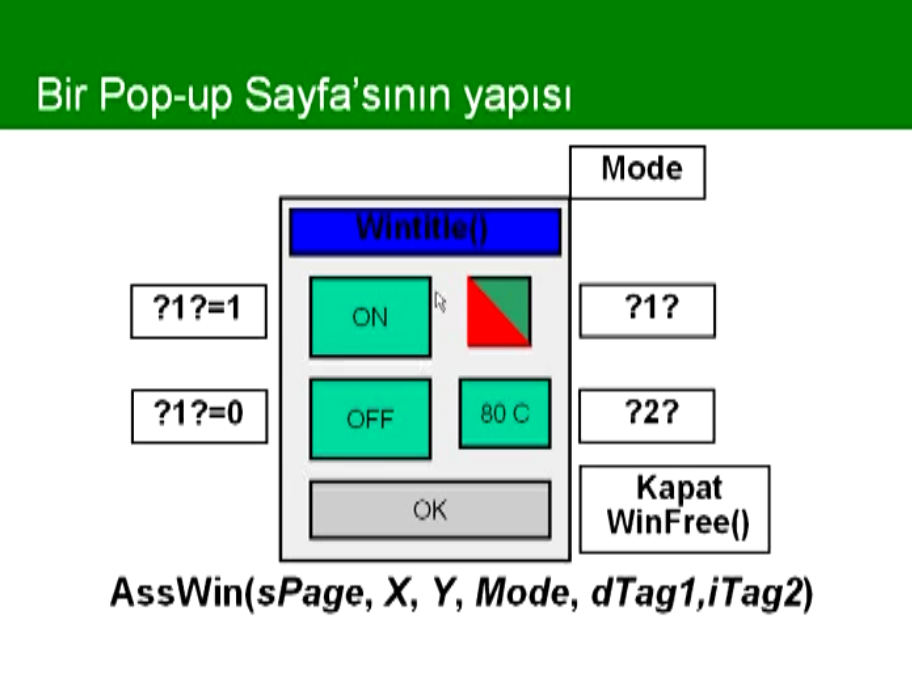 Bir Pop-up Sayfa'sının yapısı
Mode
Wintitle()
?1?=1
ON
?1?
?1?=0
OFF
80 C
?2?
OK
Kapat
WinFree()
AssWin(sPage, X, Y, Mode, dTag1,iTag2)